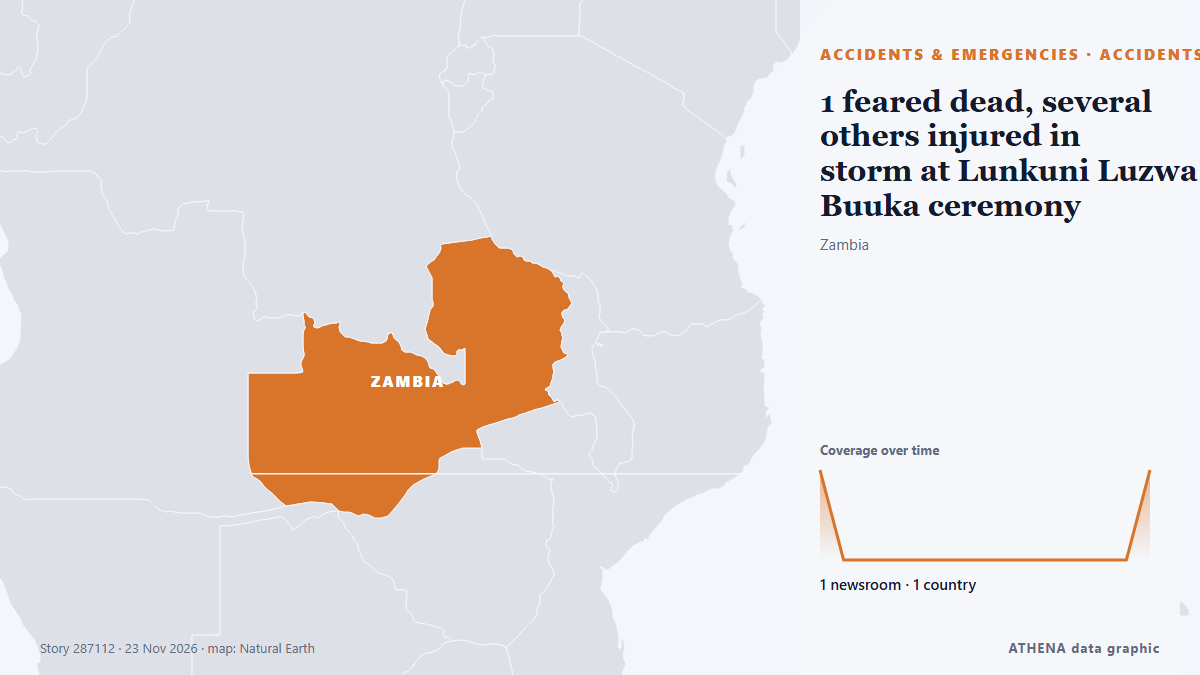 ACCIDENTS & EMERGENCIES · ACCIDENTS
1 feared dead, several
others injured in
storm at Lunkuni Luzwa
Buuka ceremony
Zambia
ZAMBIA
Coverage over time
1 newsroom · 1 country
Story 287112 · 23 Nov 2026 · map: Natural Earth
ATHENA data graphic